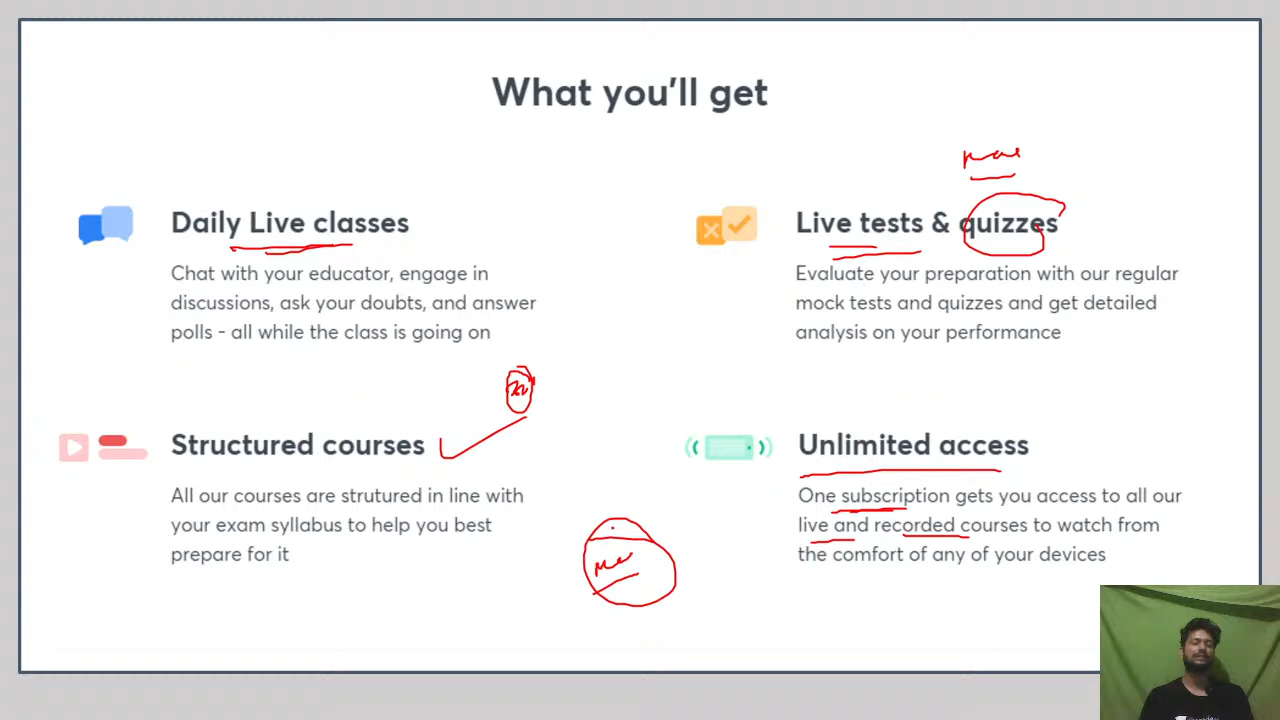 What you'll get
Daily Live classes
Chat with your educator, engage in
discussions, ask your doubts, and answer
polls - all while the class is going on
Live tests & quizzes
Evaluate your preparation with our regular
mock tests and quizzes and get detailed
analysis on your performance
Structured courses
All our courses are strutured in line with
your exam syllabus to help you best
prepare for it
Unlimited access
One subscription gets you access to all our
live and recorded courses to watch from
the comfort of any of your devices